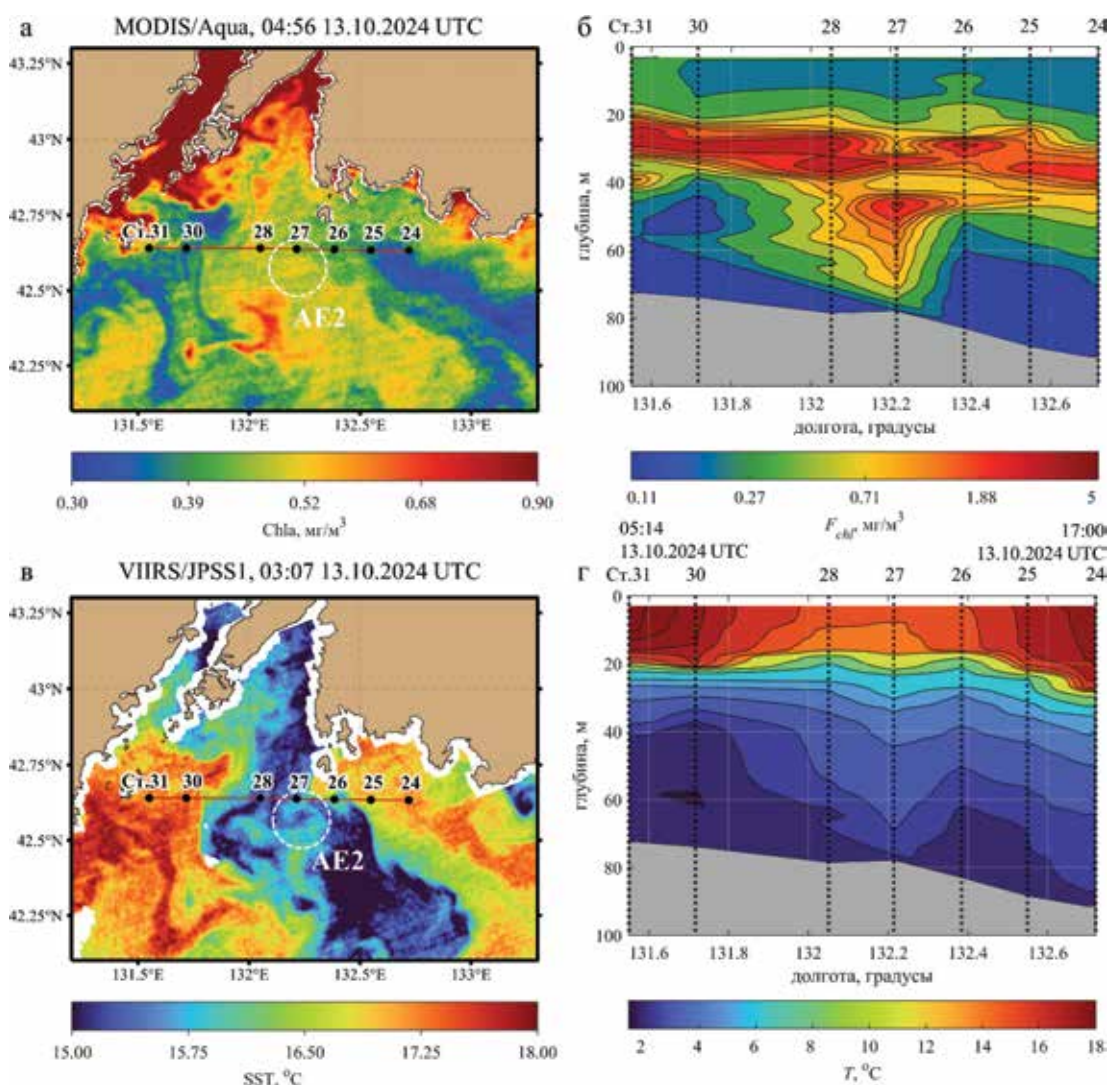 а
MODIS/Aqua, 04:56 13.10.2024 UTC
43.25°N
43°N
42.75°N
42.5°N
42.25°N
Ст.31 30 28 27 26 25 24
AE2
131.5°E 132°E 132.5°E 133°E
0.30 0.39 0.52 0.68 0.90
Chla, мг/м³
б
Ст.31 30 28 27 26 25 24
0
20
40
60
80
100
глубина, м
131.6 131.8 132 132.2 132.4 132.6
долгота, градусы
0.11 0.27 0.71 1.88 5
F_chl, мг/м³
05:14
13.10.2024 UTC
17:00
13.10.2024 UTC
в
VIIRS/JPSS1, 03:07 13.10.2024 UTC
43.25°N
43°N
42.75°N
42.5°N
42.25°N
Ст.31 30 28 27 26 25 24
AE2
131.5°E 132°E 132.5°E 133°E
15.00 15.75 16.50 17.25 18.00
SST, °C
г
Ст.31 30 28 27 26 25 24
0
20
40
60
80
100
глубина, м
131.6 131.8 132 132.2 132.4 132.6
долгота, градусы
2 4 6 8 10 12 14 16 18
T, °C